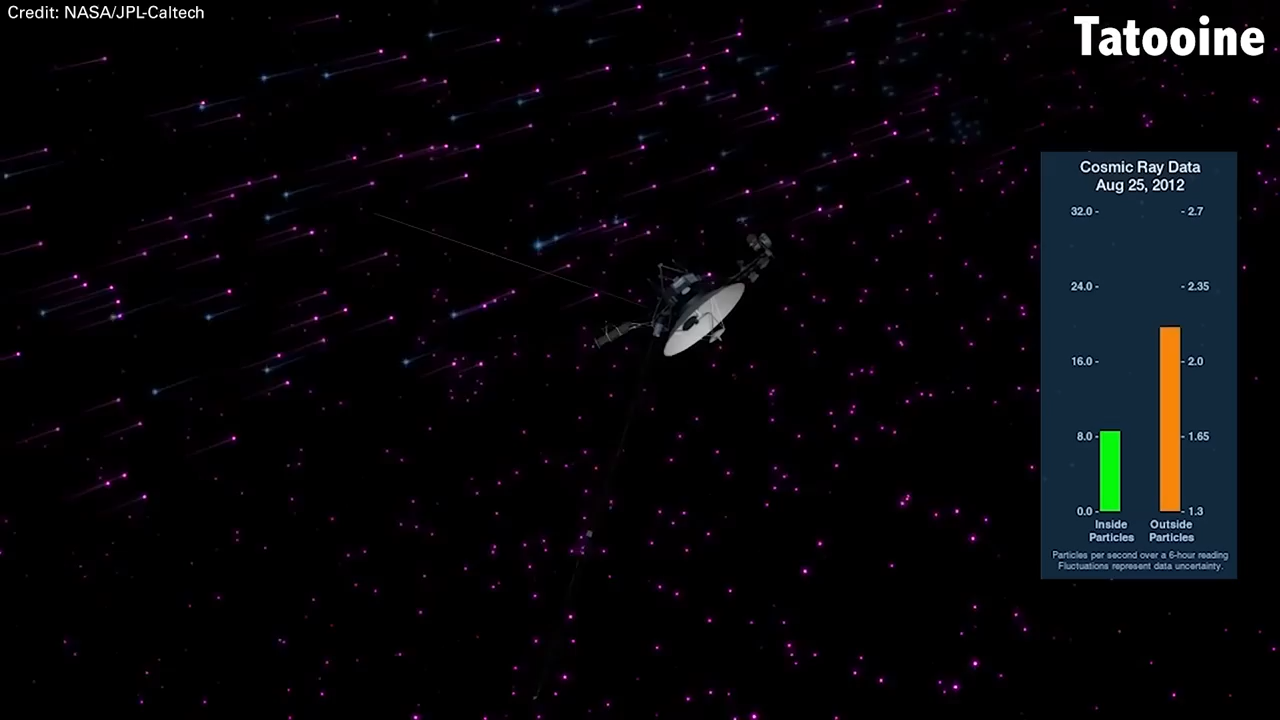 Credit: NASA/JPL-Caltech
Tatooine
Cosmic Ray Data
Aug 25, 2012
32.0 - - 2.7
24.0 - - 2.35
16.0 - - 2.0
8.0 - - 1.65
0.0 - - 1.3
Inside Outside
Particles Particles
Particles per second over a 6-hour reading
Fluctuations represent data uncertainty.